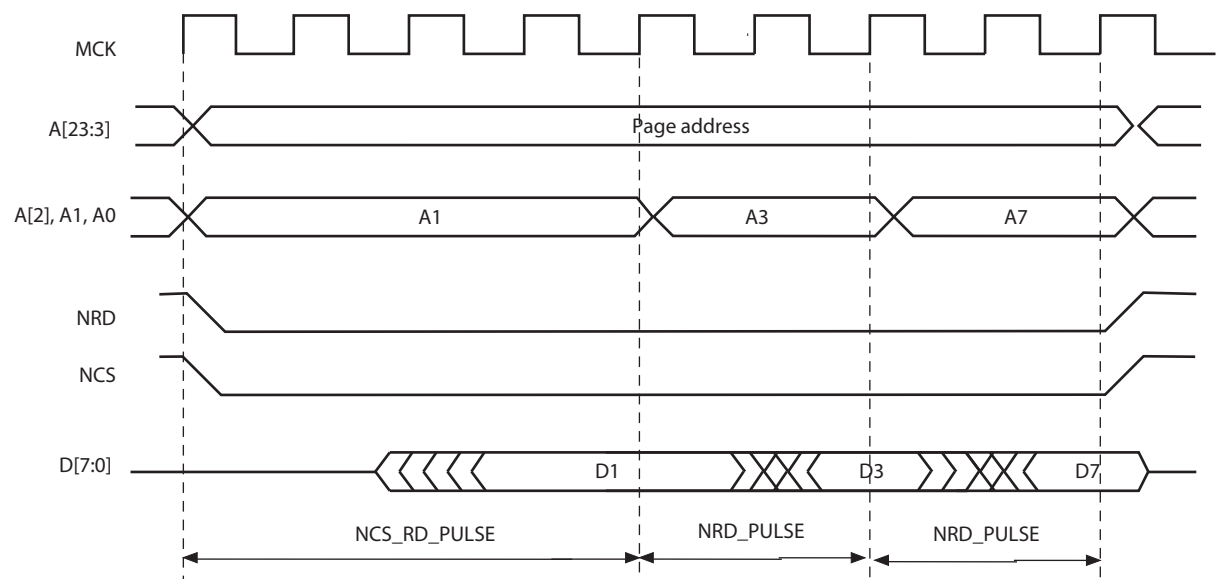 MCK
A[23:3]
Page address
A[2], A1, A0
A1
A3
A7
NRD
NCS
D[7:0]
D1
D3
D7
NCS_RD_PULSE
NRD_PULSE
NRD_PULSE